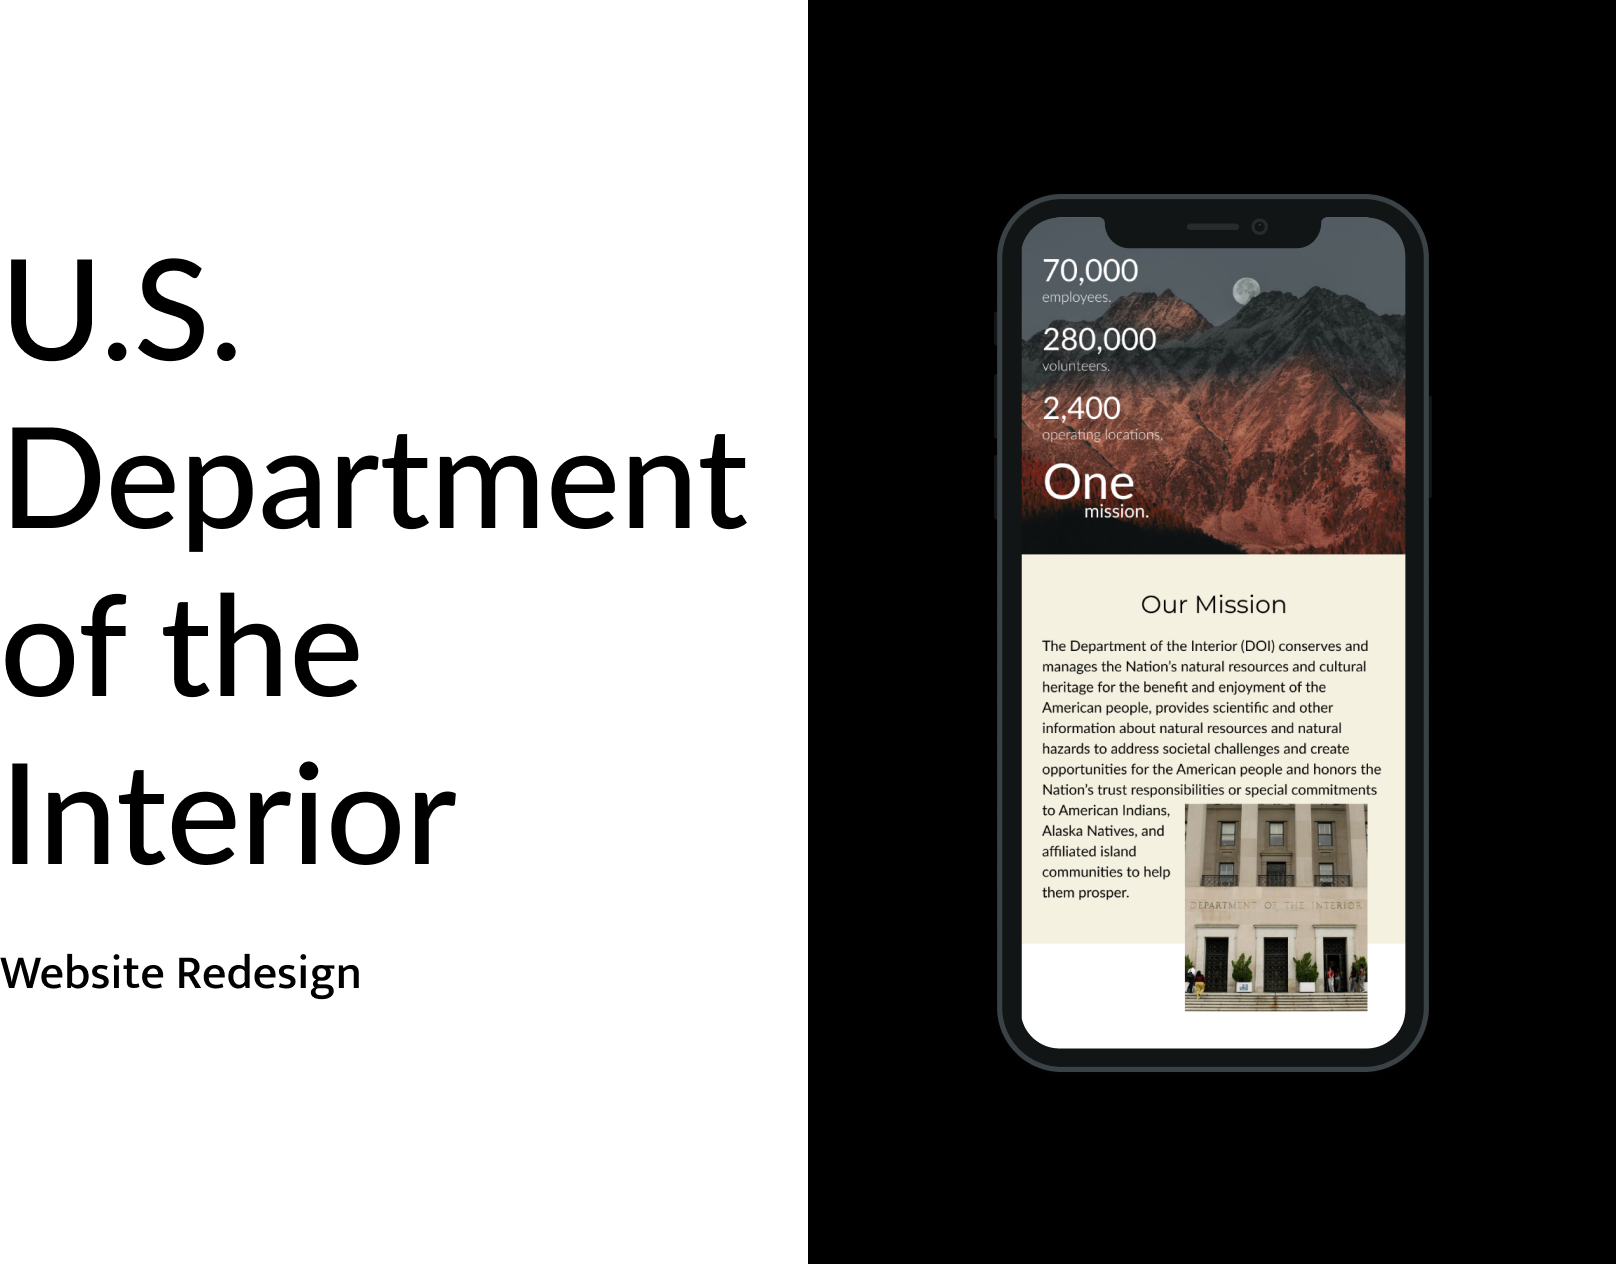 U.S.
Department
of the
Interior
Website Redesign
70,000
employees.
280,000
volunteers.
2,400
operating locations.
One
mission.
Our Mission
The Department of the Interior (DOI) conserves and
manages the Nation’s natural resources and cultural
heritage for the benefit and enjoyment of the
American people, provides scientific and other
information about natural resources and natural
hazards to address societal challenges and create
opportunities for the American people and honors the
Nation’s trust responsibilities or special commitments
to American Indians,
Alaska Natives, and
affiliated island
communities to help
them prosper.
DEPARTMENT OF THE INTERIOR